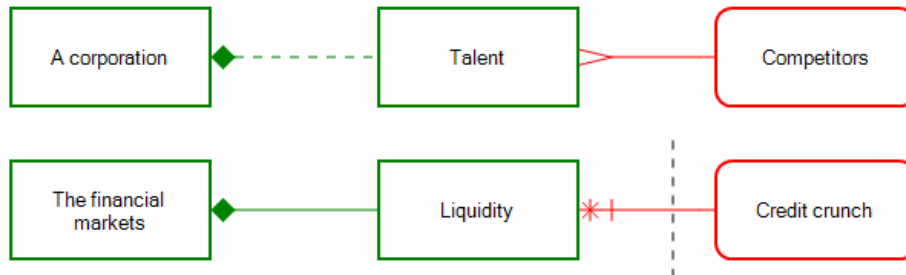 A corporation
Talent
Competitors
The financial
markets
Liquidity
Credit crunch